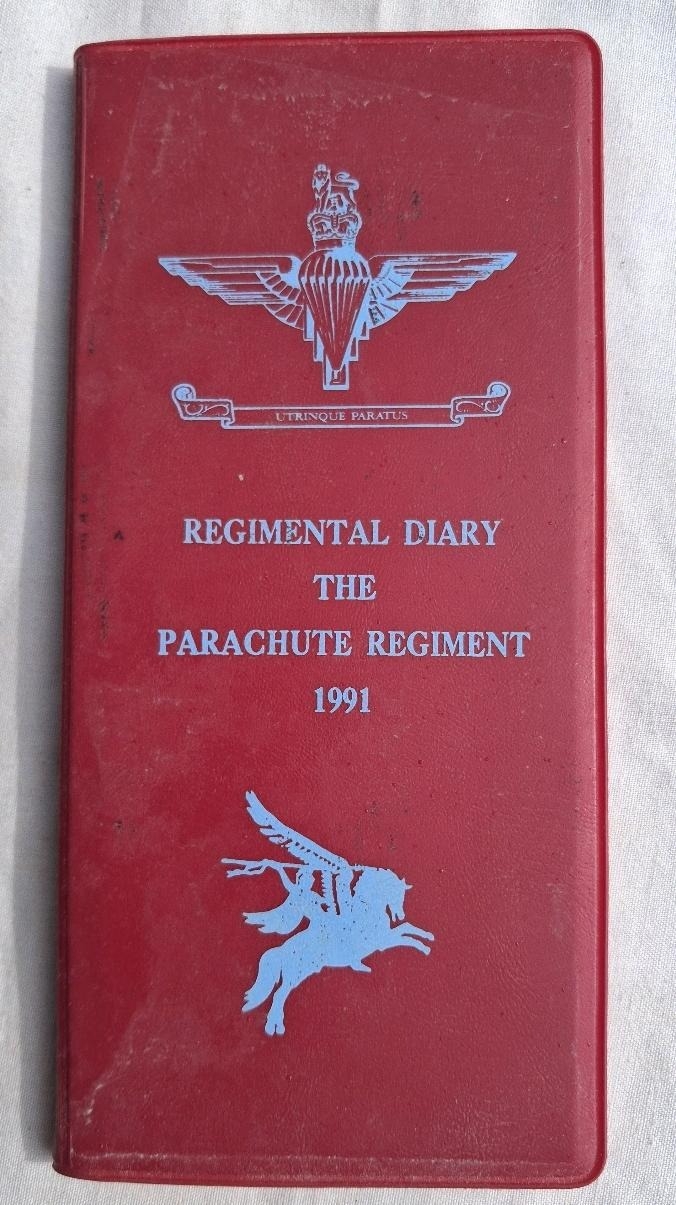 UTRINQUE PARATUS
REGIMENTAL DIARY
THE
PARACHUTE REGIMENT
1991